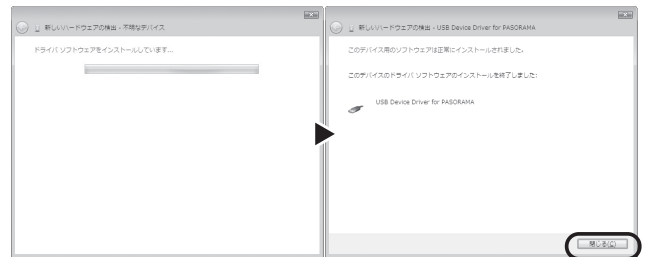 新しいハードウェアの検出 - 不明なデバイス
ドライバ ソフトウェアをインストールしています...
新しいハードウェアの検出 - USB Device Driver for PASORAMA
このデバイス用のソフトウェアは正常にインストールされました。
このデバイスのドライバ ソフトウェアのインストールを終了しました:
USB Device Driver for PASORAMA
閉じる(C)